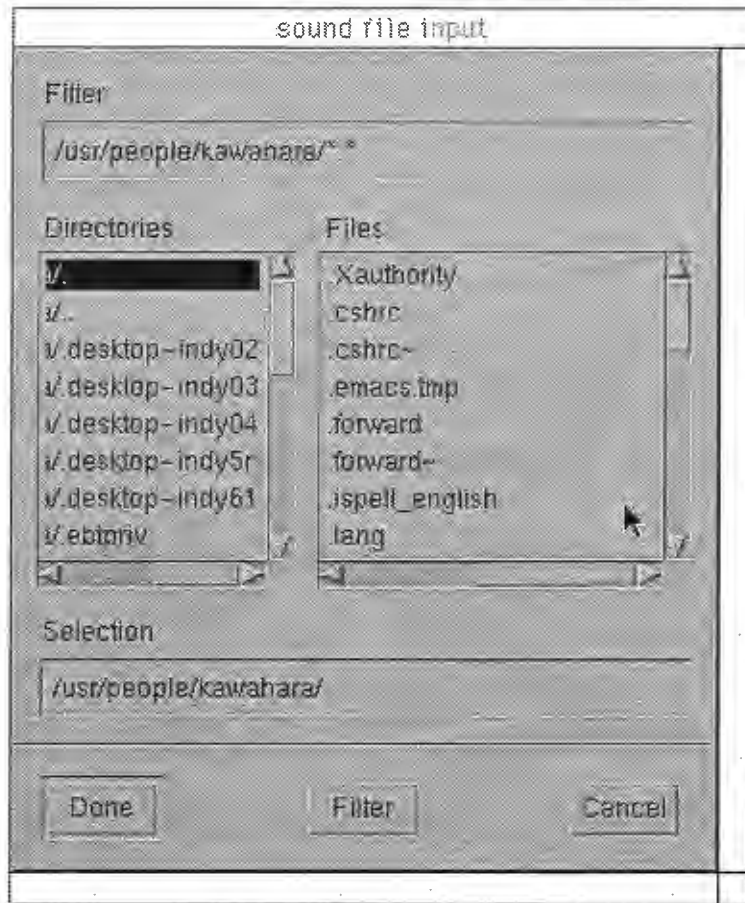 sound file input
Filter
/usr/people/kawahara/*.*
Directories
Files
i/.
i/..
i/.desktop-indy02
i/.desktop-indy03
i/.desktop-indy04
i/.desktop-indy5r
i/.desktop-indy61
.Xauthority
.cshrc
.cshrc~
.emacs.tmp
.forward
.forward~
.ispell_english
.lang
Selection
/usr/people/kawahara/
Done
Filter
Cancel